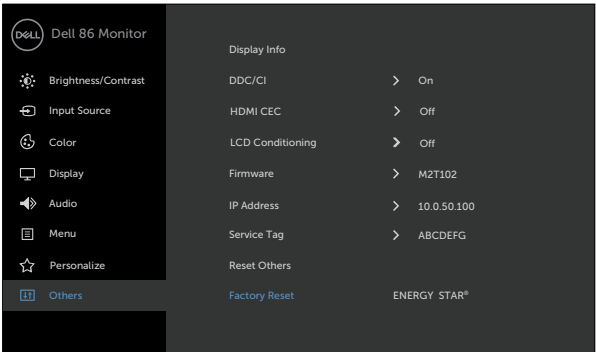 DELL Dell 86 Monitor
Brightness/Contrast
Input Source
Color
Display
Audio
Menu
Personalize
Others
Display Info
DDC/CI > On
HDMI CEC > Off
LCD Conditioning > Off
Firmware > M2T102
IP Address > 10.0.50.100
Service Tag > ABCDEFG
Reset Others
Factory Reset ENERGY STAR®